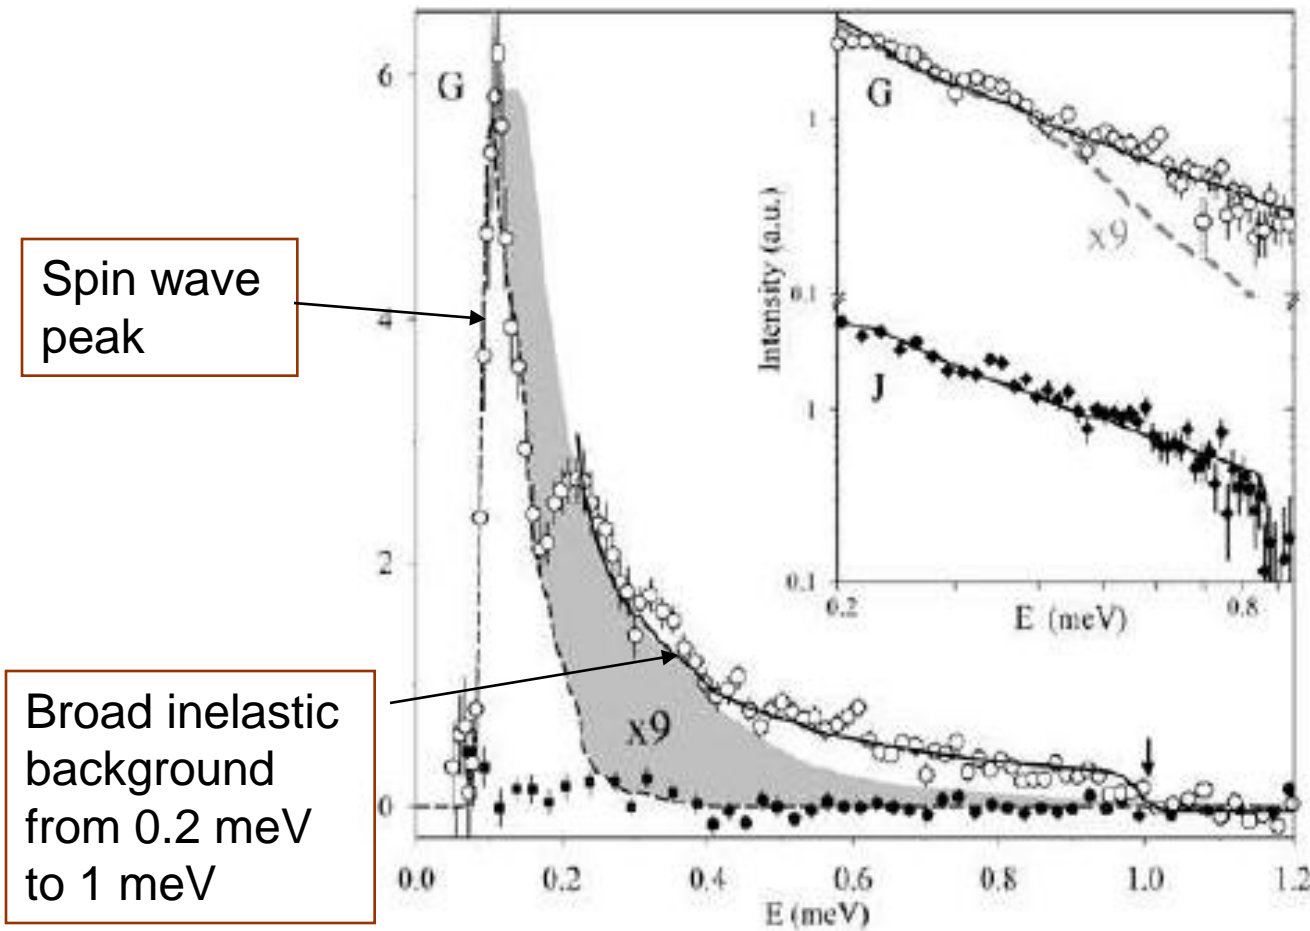 Spin wave
peak
Broad inelastic
background
from 0.2 meV
to 1 meV
G
6
4
2
0
x9
0.0
0.2
0.4
0.6
0.8
1.0
1.2
E (meV)
G
1
x9
0.1
Intensity (a.u.)
J
1
0.1
0.2
0.8
E (meV)